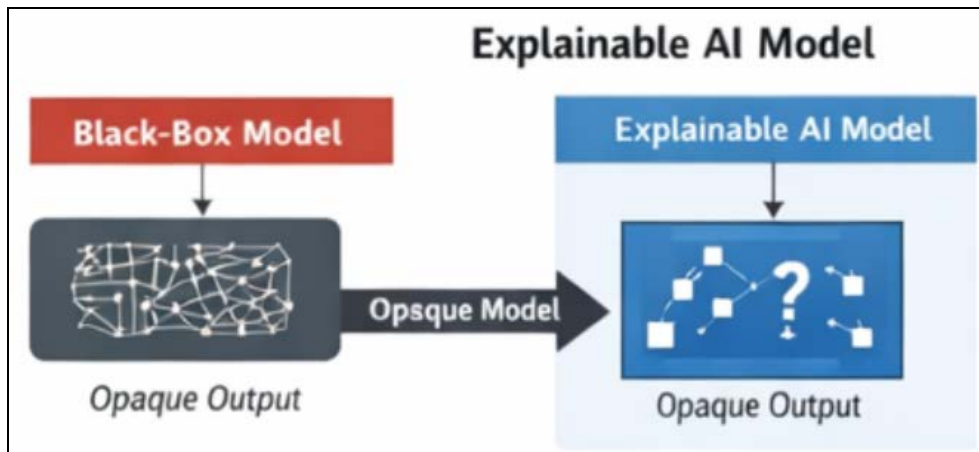 Explainable AI Model
Black-Box Model
Explainable AI Model
Opsque Model
Opaque Output
Opaque Output